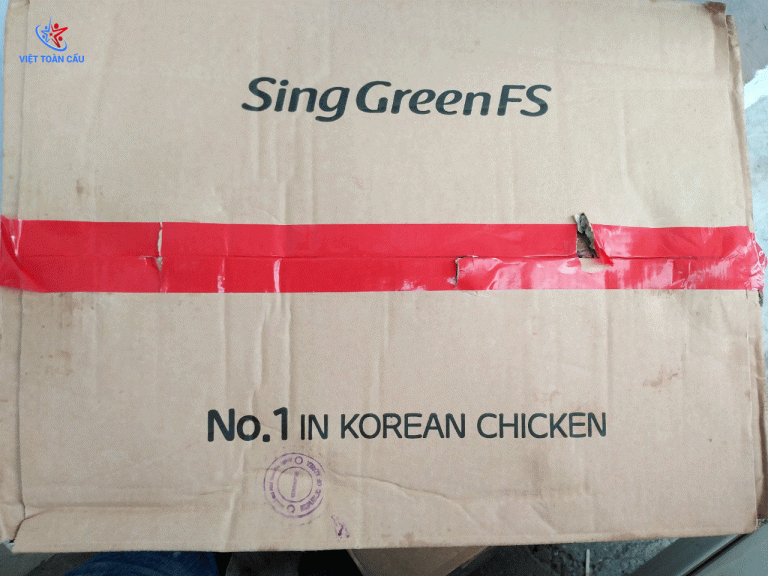 VIỆT TOÀN CẦU
Sing Green FS
No.1 IN KOREAN CHICKEN